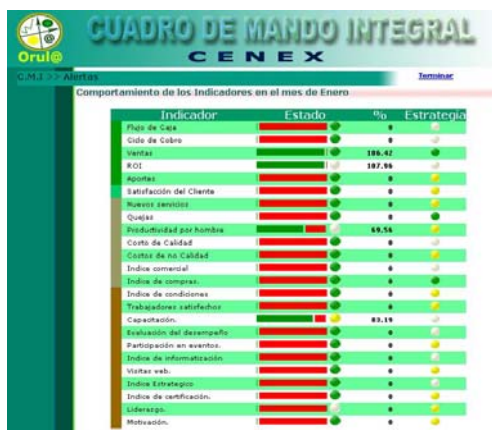 CUADRO DE MANDO INTEGRAL
CENEX
Orul@
C.M.I >> Alertas Terminar
Comportamiento de los Indicadores en el mes de Enero
Indicador Estado % Estrategia
Flujo de Caja 0
Ciclo de Cobro 0
Ventas 186.42
ROI 187.96
Aportes 0
Satisfacción del Cliente 0
Nuevos servicios 0
Quejas 0
Productividad por hombre 69.56
Costo de Calidad 0
Costos de no Calidad 0
Indice comercial 0
Indice de compras. 0
Indice de condiciones 0
Trabajadores satisfechos 0
Capacitación. 83.19
Evaluación del desempeño 0
Participación en eventos. 0
Indice de informatización 0
Visitas web. 0
Indice Estrategico 0
Indice de certificación. 0
Liderazgo. 0
Motivación. 0